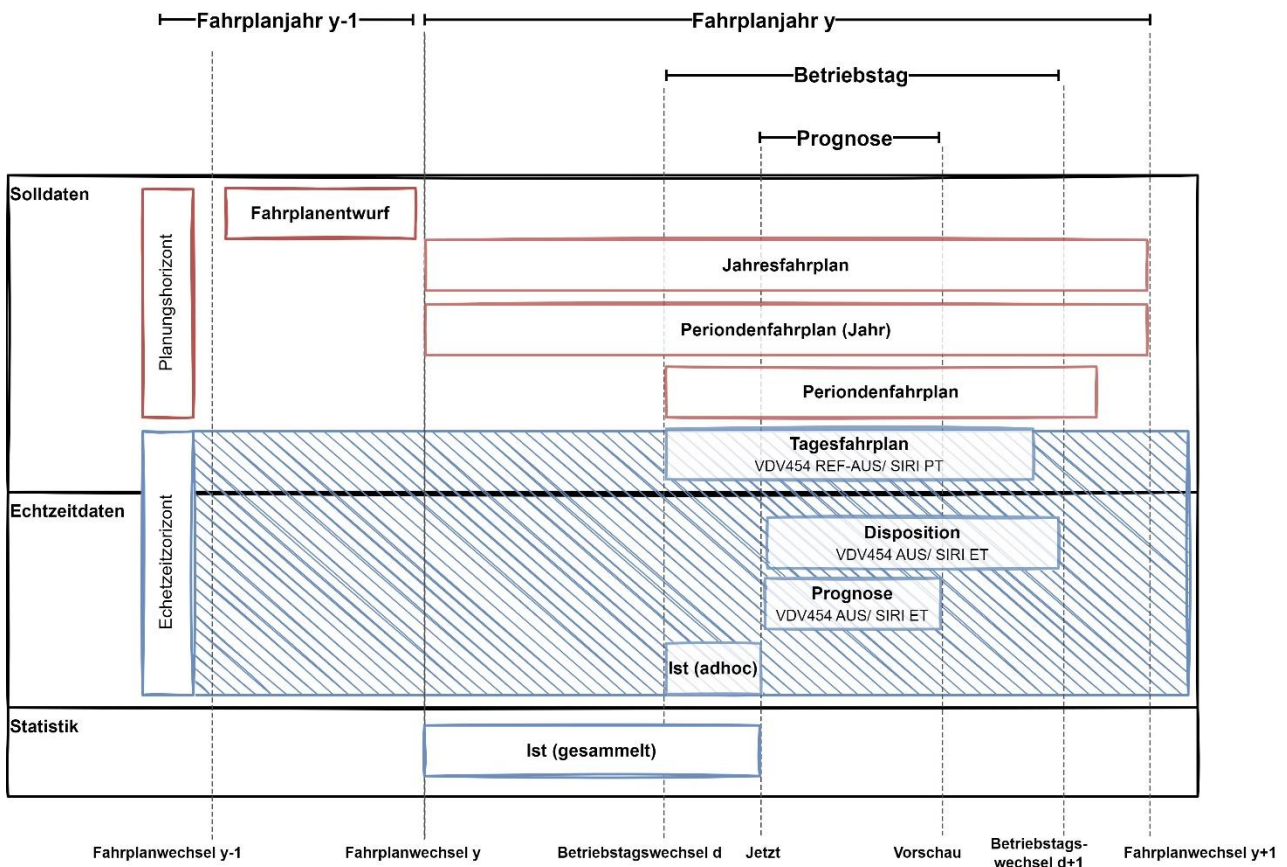 Fahrplanjahr y-1
Fahrplanjahr y
Betriebstag
Prognose
Solldaten
Planungshorizont
Fahrplanentwurf
Jahresfahrplan
Periondenfahrplan (Jahr)
Periondenfahrplan
Tagesfahrplan
VDV454 REF-AUS/ SIRI PT
Echtzeitdaten
Echetzeitzorizont
Disposition
VDV454 AUS/ SIRI ET
Prognose
VDV454 AUS/ SIRI ET
Ist (adhoc)
Statistik
Ist (gesammelt)
Fahrplanwechsel y-1
Fahrplanwechsel y
Betriebstagswechsel d
Jetzt
Vorschau
Betriebstags-
wechsel d+1
Fahrplanwechsel y+1